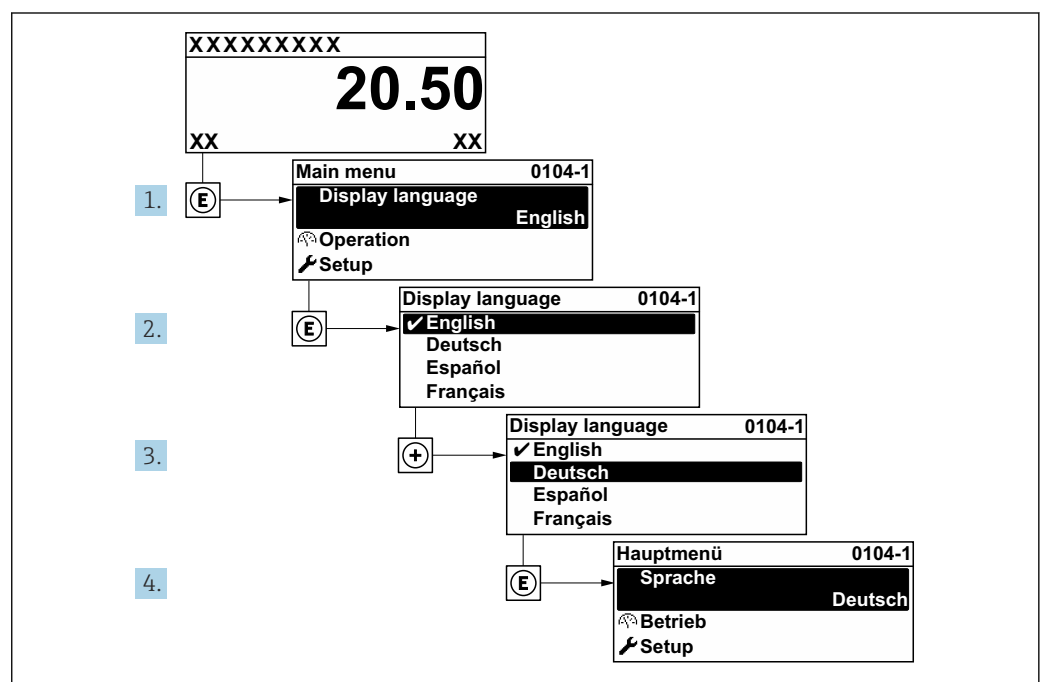 XXXXXXXXX
20.50
XX XX
Main menu 0104-1
1. E Display language
English
Operation
Setup
Display language 0104-1
2. E ✔English
Deutsch
Español
Français
Display language 0104-1
3. + ✔English
Deutsch
Español
Français
Hauptmenü 0104-1
4. E Sprache
Deutsch
Betrieb
Setup